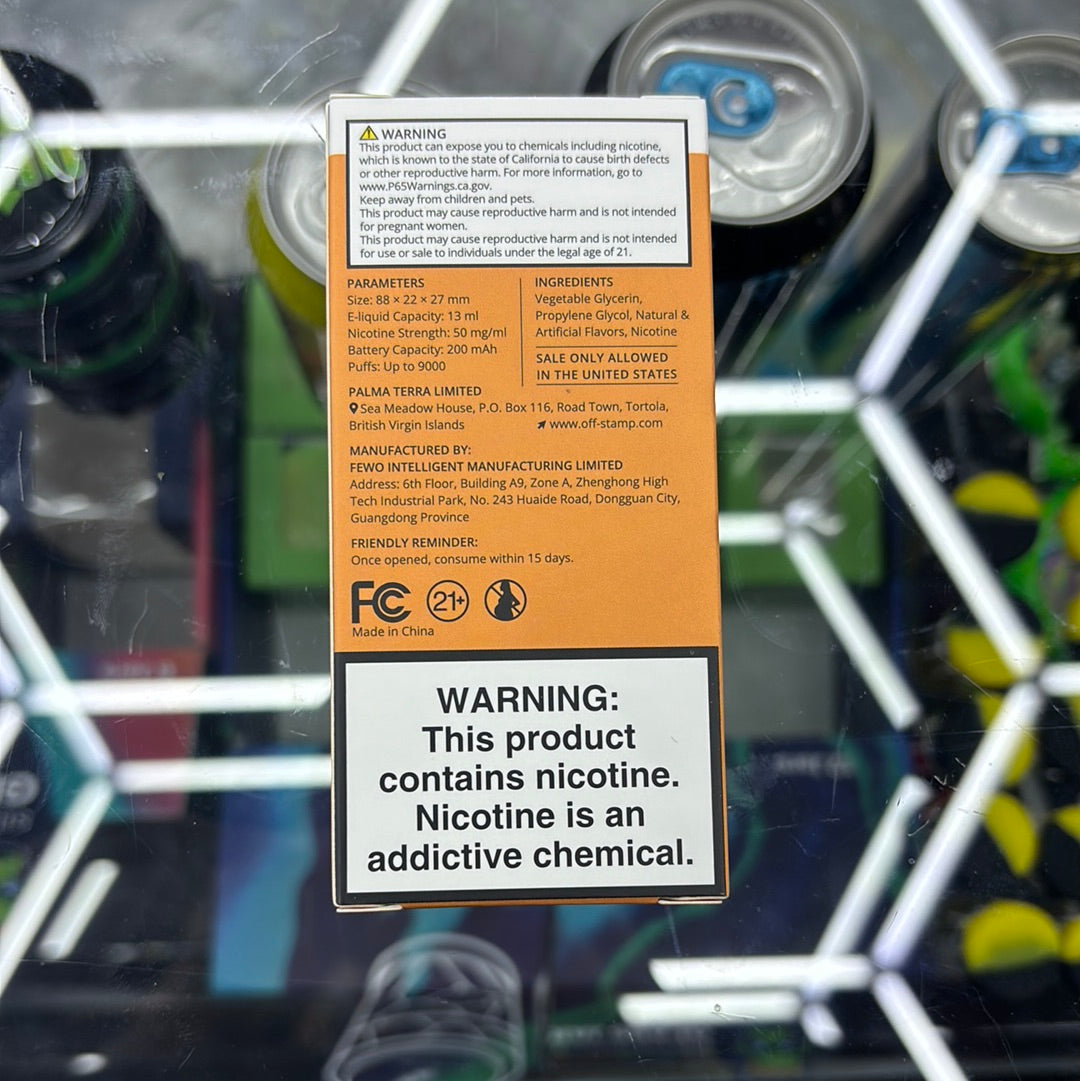 ⚠ WARNING
This product can expose you to chemicals including nicotine,
which is known to the state of California to cause birth defects
or other reproductive harm. For more information, go to
www.P65Warnings.ca.gov.
Keep away from children and pets.
This product may cause reproductive harm and is not intended
for pregnant women.
This product may cause reproductive harm and is not intended
for use or sale to individuals under the legal age of 21.
PARAMETERS
Size: 88 × 22 × 27 mm
E-liquid Capacity: 13 ml
Nicotine Strength: 50 mg/ml
Battery Capacity: 200 mAh
Puffs: Up to 9000
INGREDIENTS
Vegetable Glycerin,
Propylene Glycol, Natural &
Artificial Flavors, Nicotine
SALE ONLY ALLOWED
IN THE UNITED STATES
PALMA TERRA LIMITED
Sea Meadow House, P.O. Box 116, Road Town, Tortola,
British Virgin Islands
www.off-stamp.com
MANUFACTURED BY:
FEWO INTELLIGENT MANUFACTURING LIMITED
Address: 6th Floor, Building A9, Zone A, Zhenghong High
Tech Industrial Park, No. 243 Huaide Road, Dongguan City,
Guangdong Province
FRIENDLY REMINDER:
Once opened, consume within 15 days.
FC 21+
Made in China
WARNING:
This product
contains nicotine.
Nicotine is an
addictive chemical.